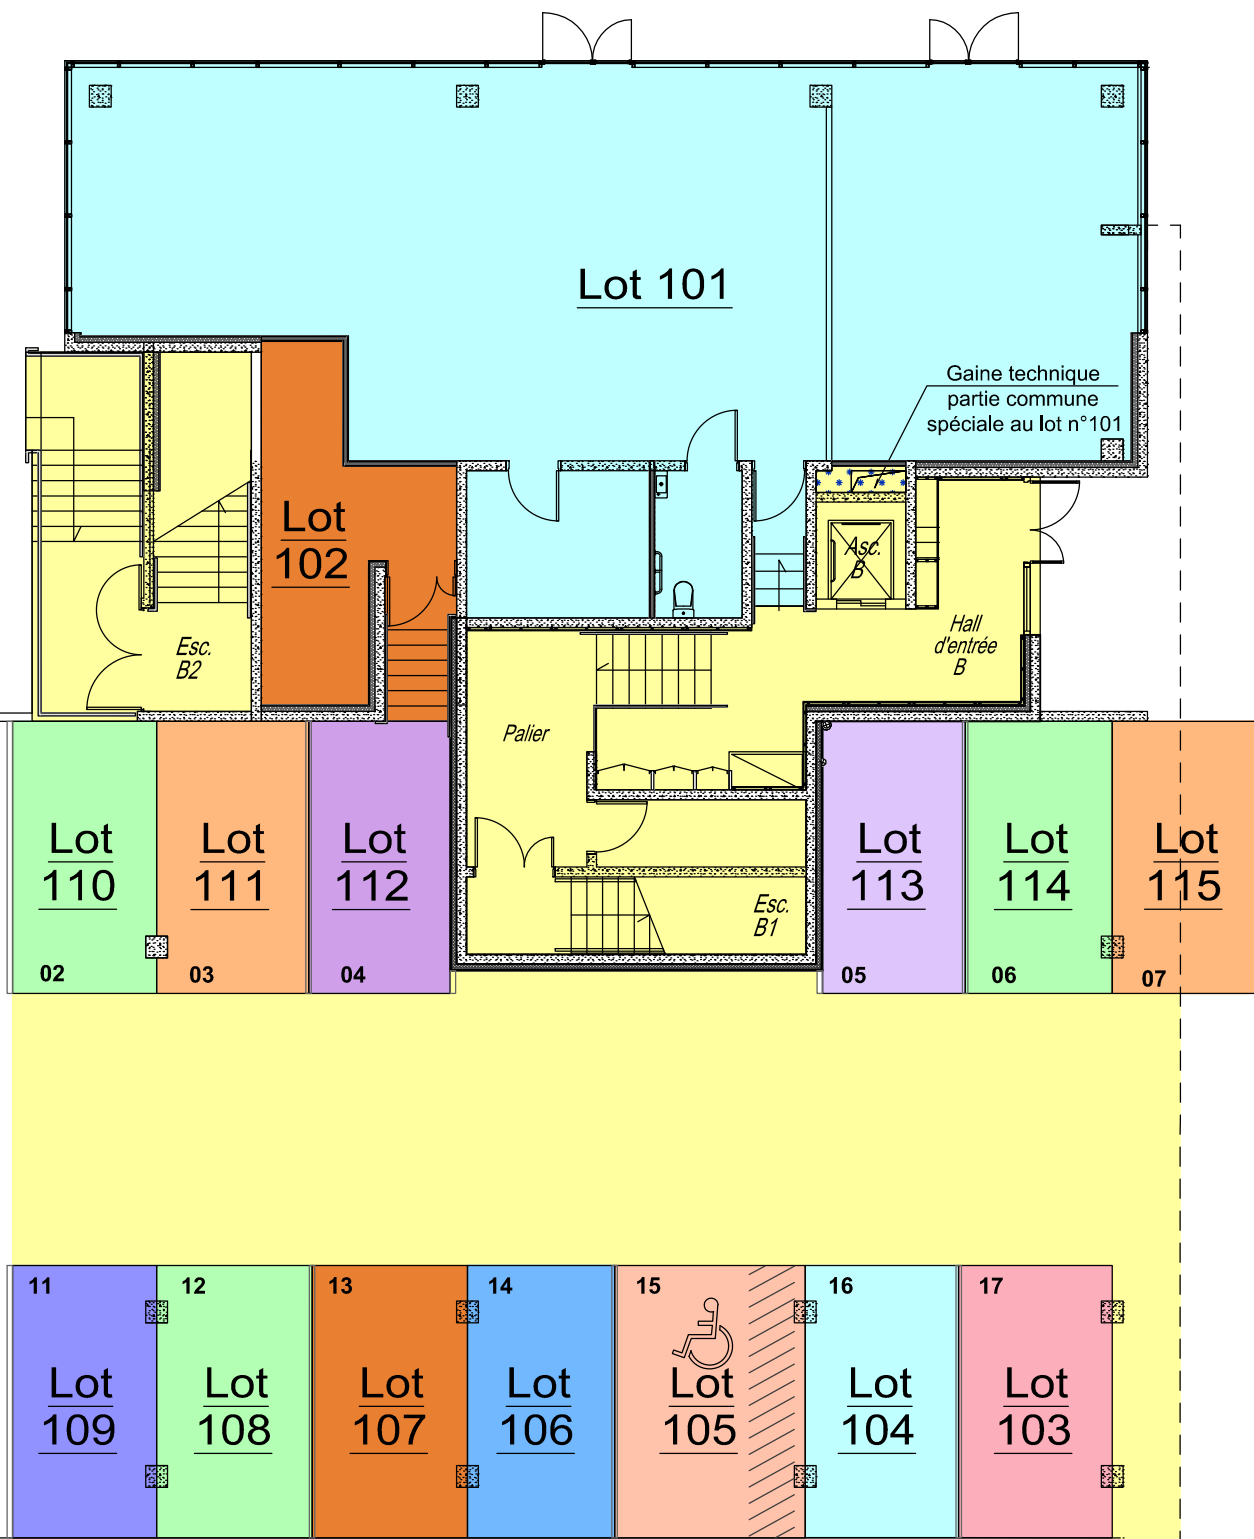 Lot 101
Gaine technique
partie commune
spéciale au lot n°101
Lot
102
Asc.
B
Hall
d'entrée
B
Esc.
B2
Palier
Esc.
B1
Lot
110
02
Lot
111
03
Lot
112
04
Lot
113
05
Lot
114
06
Lot
115
07
11
Lot
109
12
Lot
108
13
Lot
107
14
Lot
106
15
Lot
105
16
Lot
104
17
Lot
103